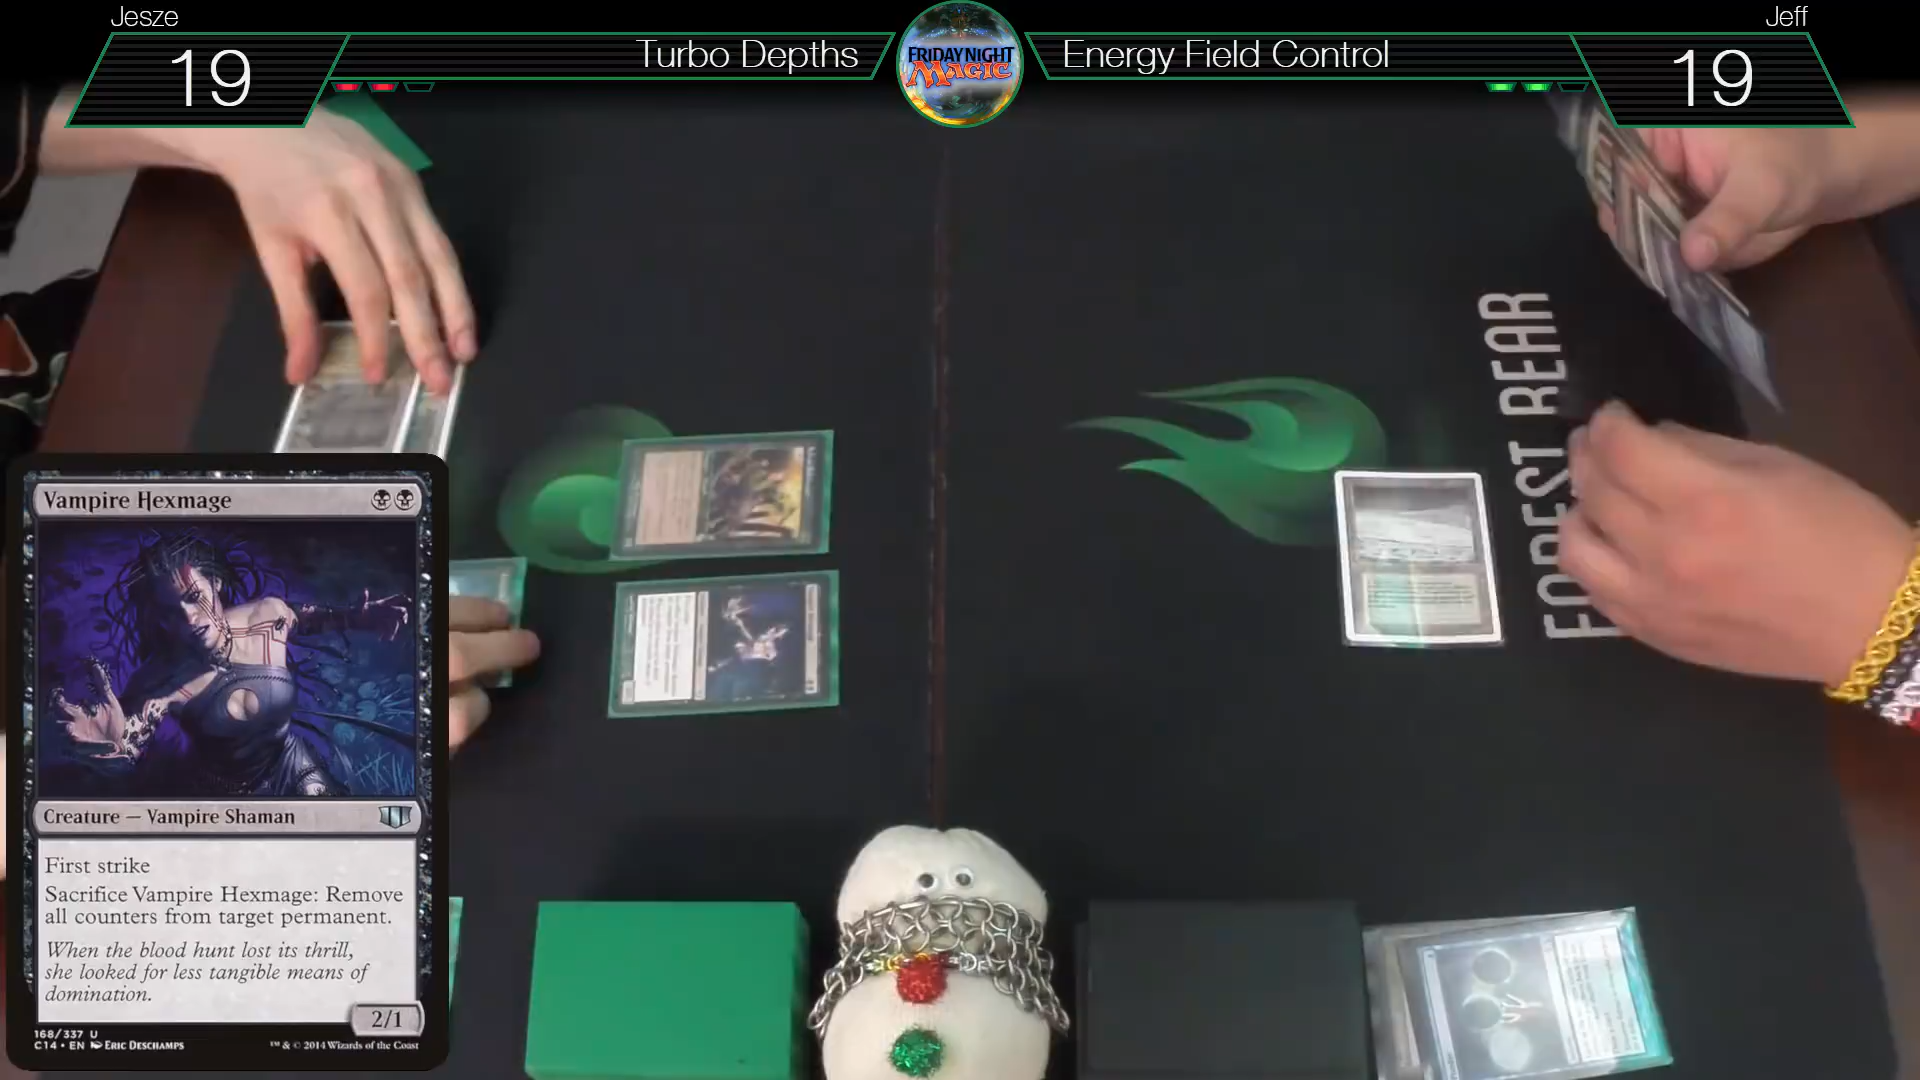 Jesze
19
Turbo Depths
FRIDAY NIGHT
MAGIC
Energy Field Control
Jeff
19
FOREST BEAR
Vampire Hexmage
Creature — Vampire Shaman
First strike
Sacrifice Vampire Hexmage: Remove
all counters from target permanent.
When the blood hunt lost its thrill,
she looked for less tangible means of
domination.
2/1
168/337 U
C14 • EN Eric Deschamps
™ & © 2014 Wizards of the Coast